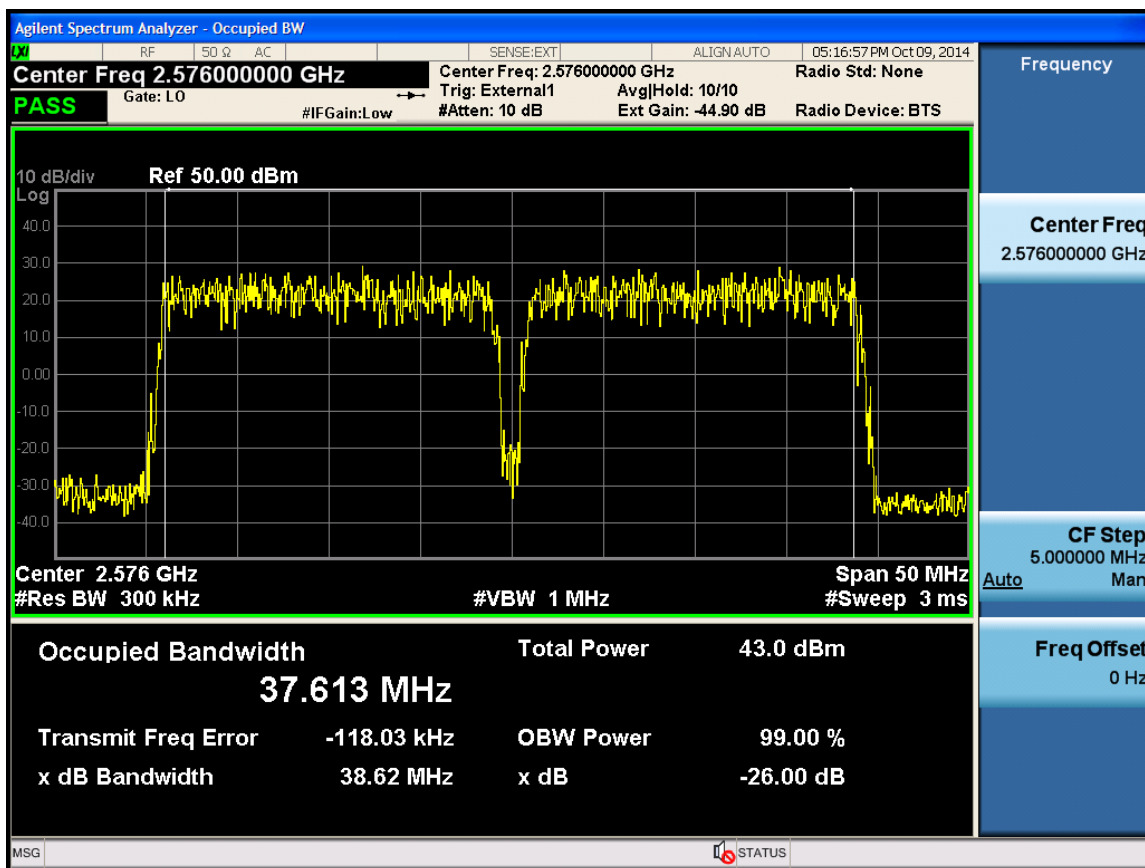 Agilent Spectrum Analyzer - Occupied BW
LXI RF 50 Ω AC SENSE:EXT ALIGN AUTO 05:16:57 PM Oct 09, 2014
Center Freq 2.576000000 GHz
PASS
Gate: LO
#IFGain:Low
Center Freq: 2.576000000 GHz
Trig: External1 Avg|Hold: 10/10
#Atten: 10 dB Ext Gain: -44.90 dB
Radio Std: None
Radio Device: BTS
10 dB/div Ref 50.00 dBm
Log
40.0
30.0
20.0
10.0
0.00
-10.0
-20.0
-30.0
-40.0
Center 2.576 GHz Span 50 MHz
#Res BW 300 kHz #VBW 1 MHz #Sweep 3 ms
Occupied Bandwidth Total Power 43.0 dBm
37.613 MHz
Transmit Freq Error -118.03 kHz OBW Power 99.00 %
x dB Bandwidth 38.62 MHz x dB -26.00 dB
MSG STATUS
Frequency
Center Freq
2.576000000 GHz
CF Step
5.000000 MHz
Auto Man
Freq Offset
0 Hz